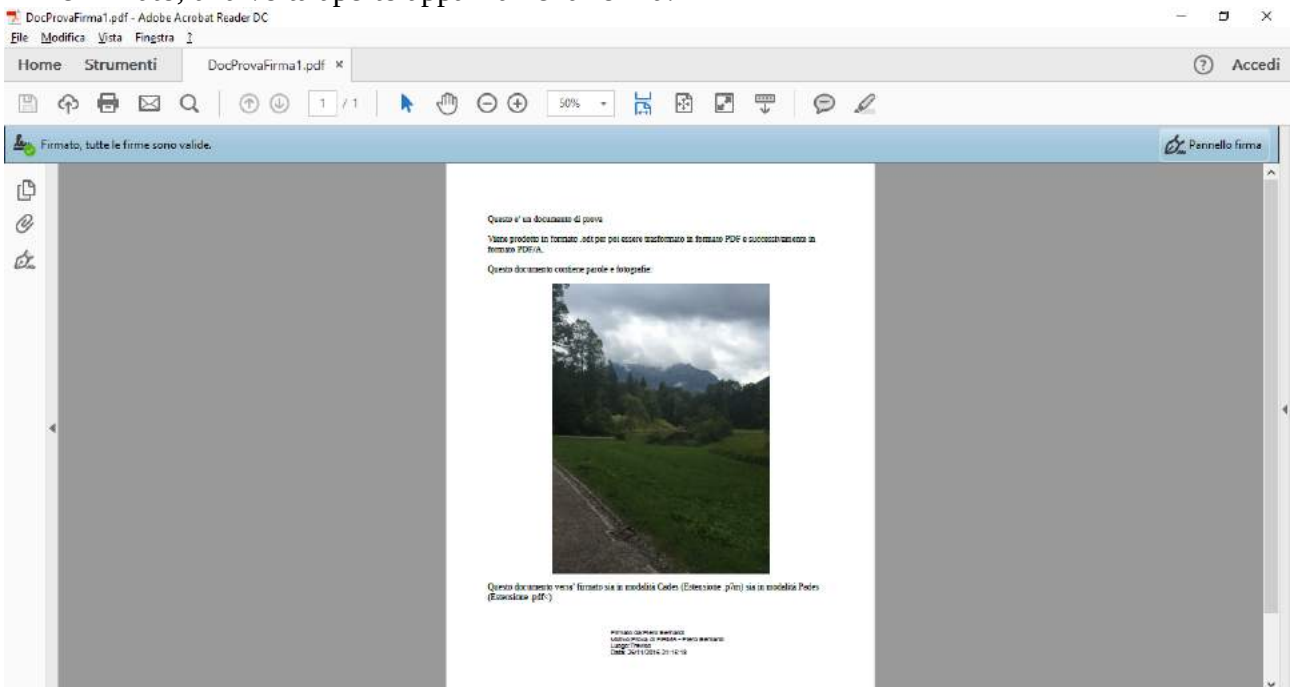 DocProvaFirma1.pdf - Adobe Acrobat Reader DC
File Modifica Vista Finestra ?
Home Strumenti DocProvaFirma1.pdf × Accedi
1 / 1 50%
Firmato, tutte le firme sono valide. Pannello firma
Questo e' un documento di prova
Viene prodotto in formato .odt per poi essere trasformato in formato PDF e successivamente in
formato PDF/A.
Questo documento contiene parole e fotografie:
Questo documento verra' firmato sia in modalità Cades (Estensione .p7m) sia in modalità Pades
(Estensione .pdf)
Firmato da:Piero Bernardi
Luogo:Treviso